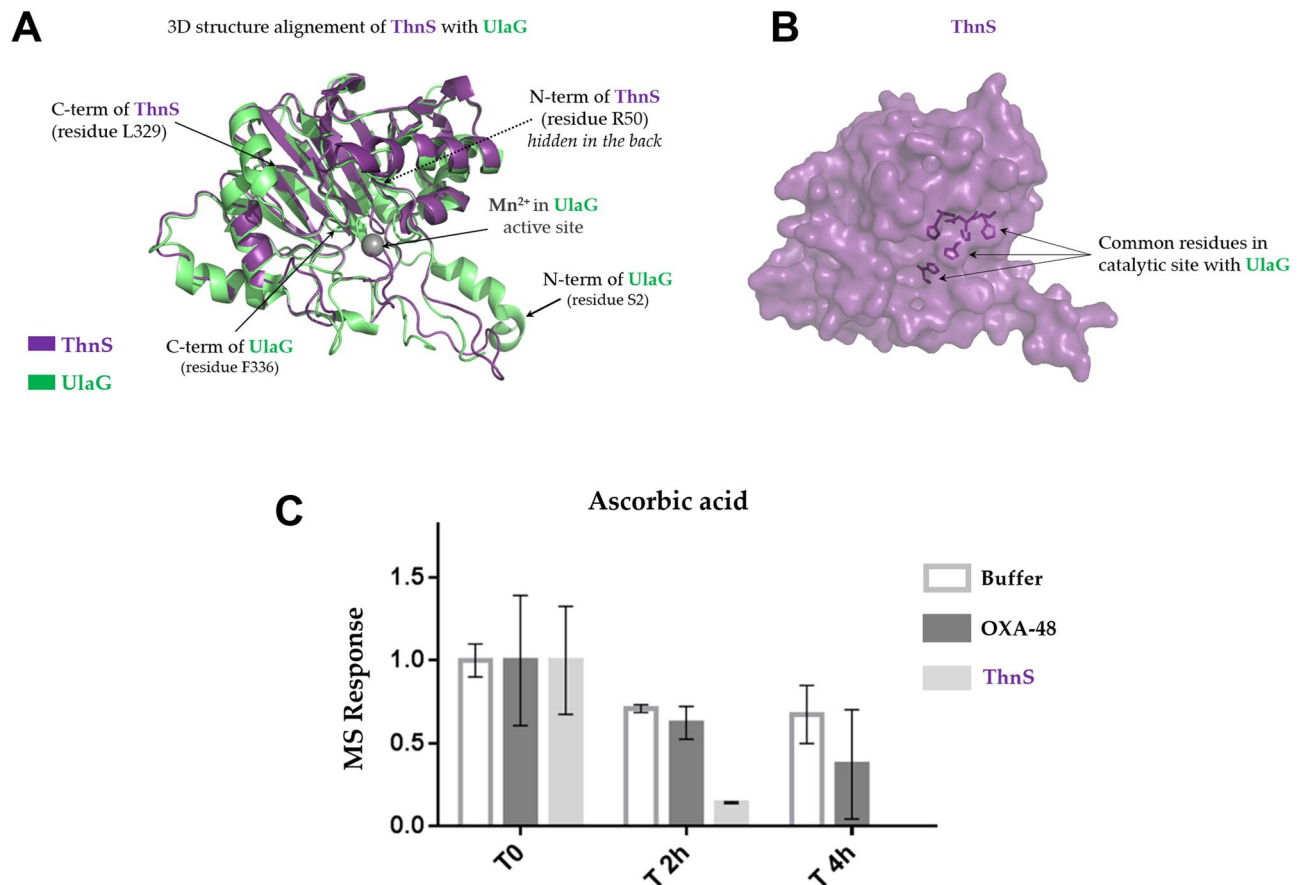 A
3D structure alignement of ThnS with UlaG
C-term of ThnS
(residue L329)
N-term of ThnS
(residue R50)
hidden in the back
Mn²⁺ in UlaG
active site
N-term of UlaG
(residue S2)
C-term of UlaG
(residue F336)
ThnS
UlaG
B
ThnS
Common residues in
catalytic site with UlaG
C
Ascorbic acid
MS Response
1.5
1.0
0.5
0.0
T0
T 2h
T 4h
Buffer
OXA-48
ThnS